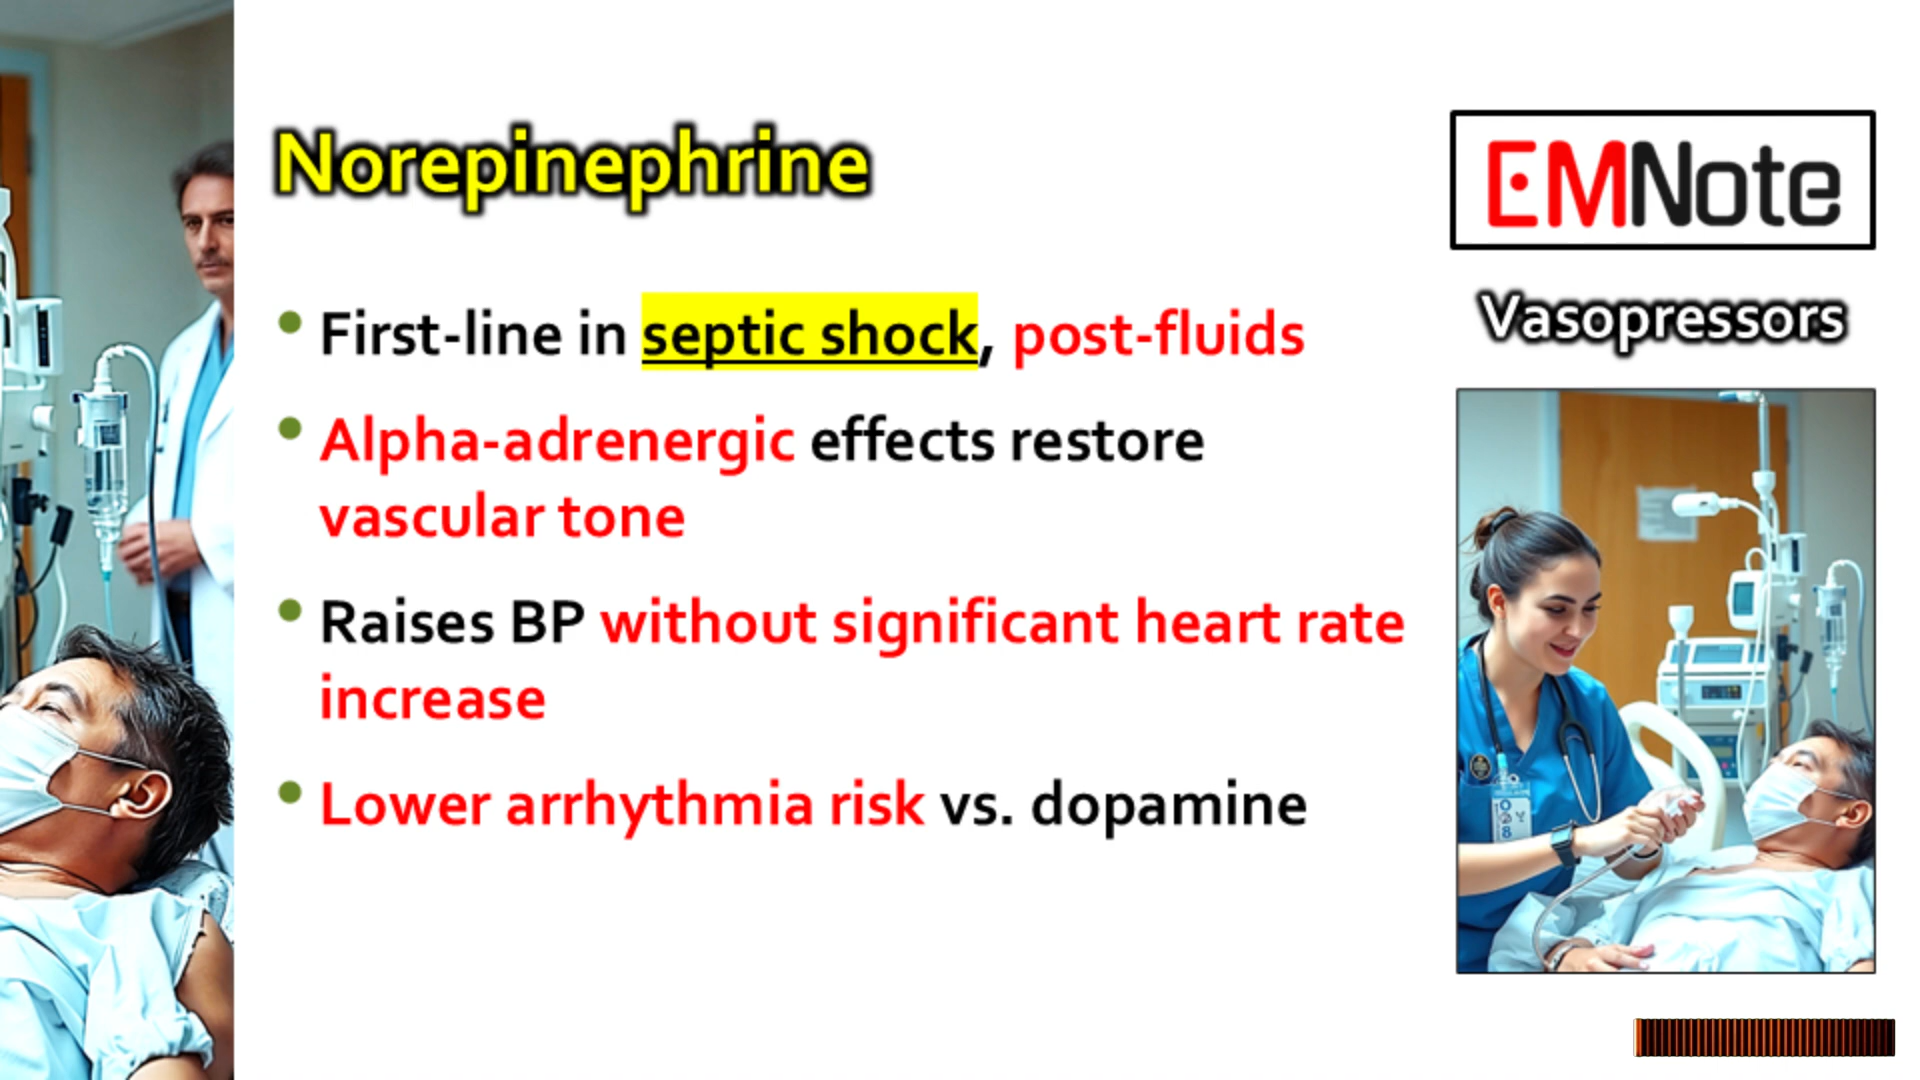 Norepinephrine
• First-line in septic shock, post-fluids
• Alpha-adrenergic effects restore
vascular tone
• Raises BP without significant heart rate
increase
• Lower arrhythmia risk vs. dopamine
EMNote
Vasopressors